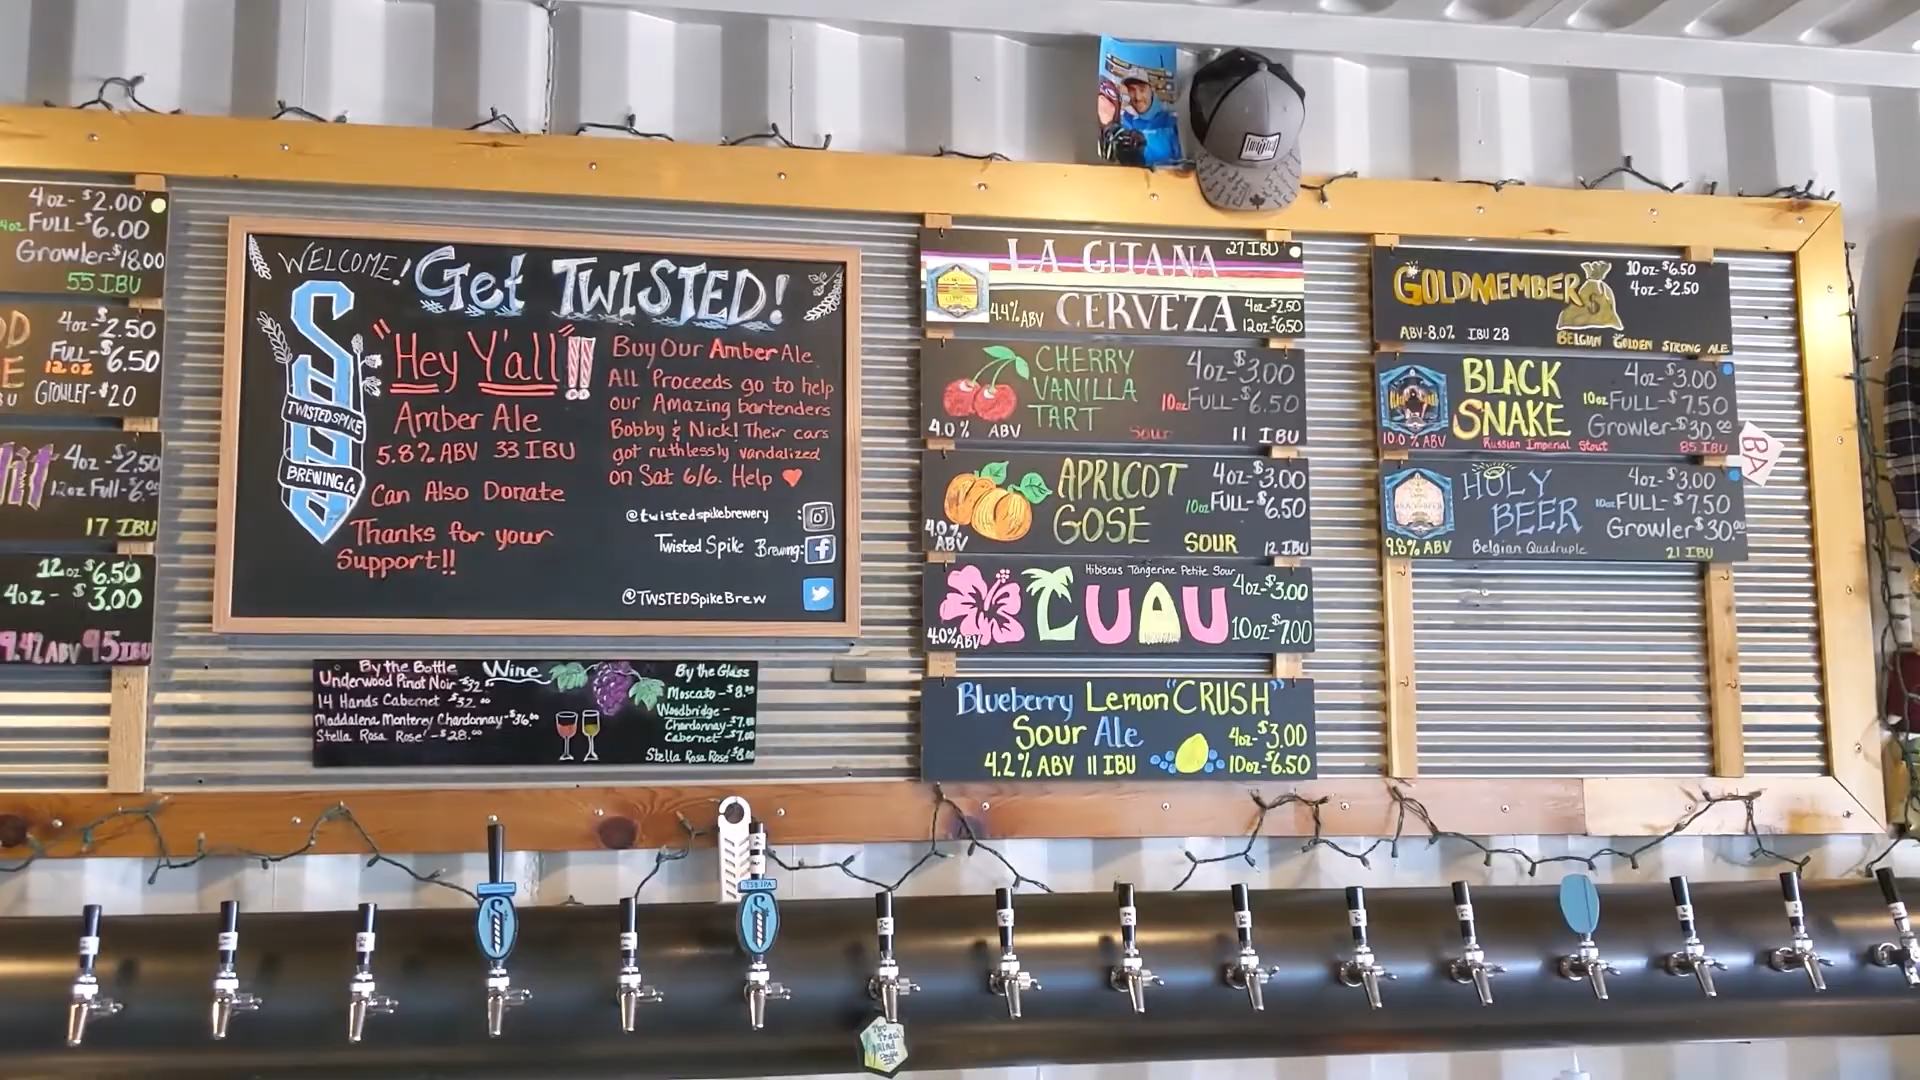 4oz-$2.00
FULL-$6.00
Growler-$18.00
55 IBU
4oz-$2.50
FULL-$6.50
12oz
Growler-$20
4oz-$2.50
12oz Full-$6.00
17 IBU
12oz $6.50
4oz - $3.00
9.4% ABV 95 IBU
WELCOME! Get TWISTED!
TWISTED SPIKE
BREWING Co.
"Hey Y'all"!!
Amber Ale
5.8% ABV 33 IBU
Can Also Donate
Thanks for your
Support!!
Buy Our Amber Ale
All Proceeds go to help
our Amazing bartenders
Bobby & Nick! Their cars
got ruthlessly vandalized
on Sat 6/6. Help
@twistedspikebrewery
Twisted Spike Brewing:
@TWSTEDSpikeBrew
Wine
By the Bottle
Underwood Pinot Noir-$32.
14 Hands Cabernet $32.00
Maddalena Monterey Chardonnay-$36.00
Stella Rosa Rose'-$28.00
By the Glass
Moscato-$8.00
Woodbridge-
Chardonnay-$7.00
Cabernet-$7.00
Stella Rosa Rose' $8.00
LA GITANA 27 IBU
4.4% ABV CERVEZA
4oz-$2.50
12oz $6.50
CHERRY
VANILLA
TART
4oz-$3.00
10oz FULL-$6.50
4.0% ABV Sour 11 IBU
APRICOT
GOSE
4oz-$3.00
10oz FULL-$6.50
4.0% ABV SOUR 12 IBU
Hibiscus Tangerine Petite Sour
LUAU
4oz-$3.00
10oz-$7.00
4.0% ABV
Blueberry Lemon "CRUSH"
Sour Ale
4.2% ABV 11 IBU
4oz-$3.00
10oz-$6.50
GOLDMEMBER
$
10oz-$6.50
4oz-$2.50
ABV-8.0% IBU 28 BELGIAN GOLDEN STRONG ALE
BLACK
SNAKE
4oz-$3.00
10oz FULL-$7.50
Growler-$30.00
10.0% ABV Russian Imperial Stout 85 IBU
BA
HOLY
BEER
4oz-$3.00
10oz FULL-$7.50
Growler $30.00
9.8% ABV Belgian Quadruple 21 IBU
TSB IPA